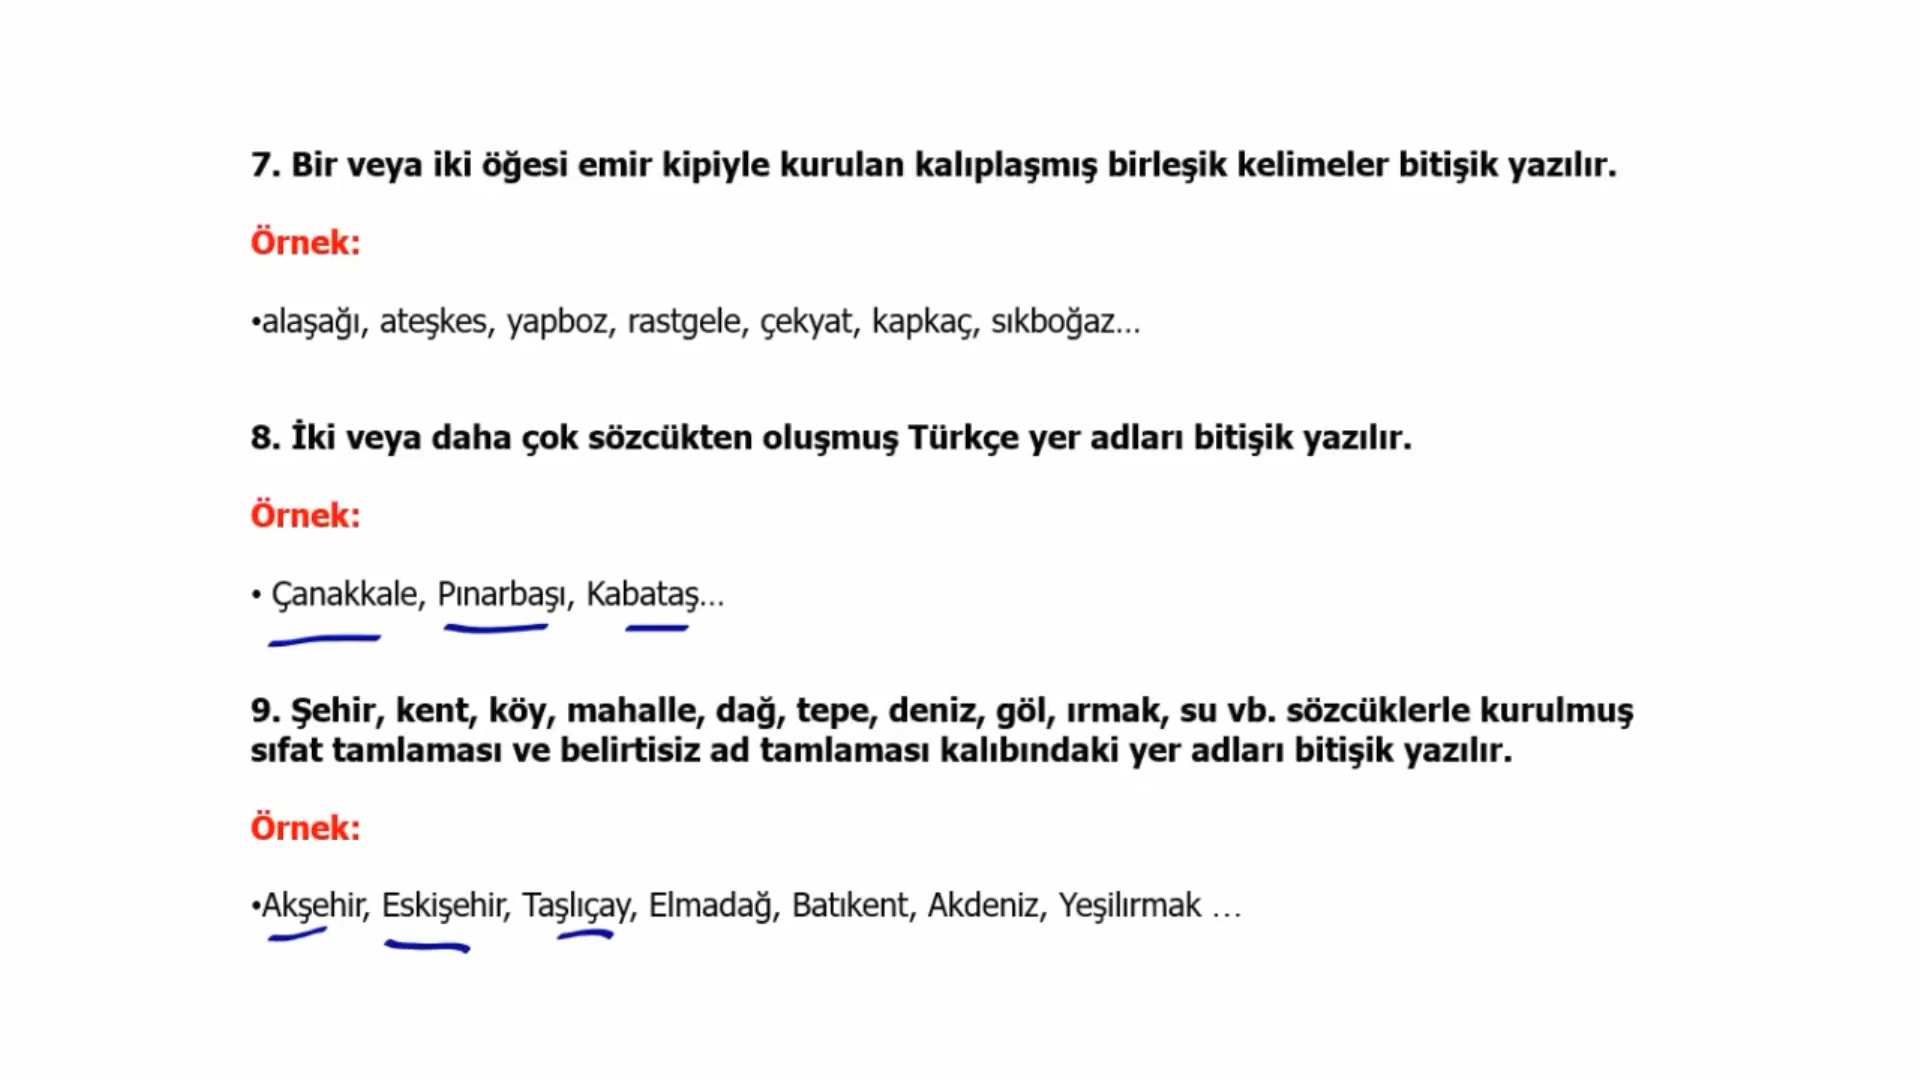 7. Bir veya iki öğesi emir kipiyle kurulan kalıplaşmış birleşik kelimeler bitişik yazılır.
Örnek:
•alaşağı, ateşkes, yapboz, rastgele, çekyat, kapkaç, sıkboğaz...
8. İki veya daha çok sözcükten oluşmuş Türkçe yer adları bitişik yazılır.
Örnek:
• Çanakkale, Pınarbaşı, Kabataş...
9. Şehir, kent, köy, mahalle, dağ, tepe, deniz, göl, ırmak, su vb. sözcüklerle kurulmuş
sıfat tamlaması ve belirtisiz ad tamlaması kalıbındaki yer adları bitişik yazılır.
Örnek:
•Akşehir, Eskişehir, Taşlıçay, Elmadağ, Batıkent, Akdeniz, Yeşilırmak ...